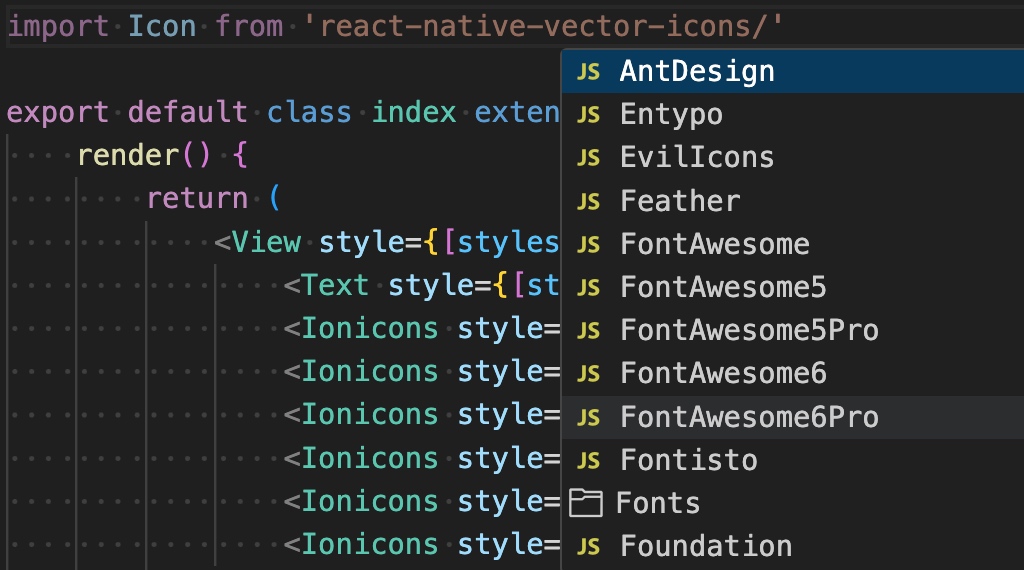 import Icon from 'react-native-vector-icons/'
JS AntDesign
export default class index exten
JS Entypo
render() {
JS EvilIcons
return (
JS Feather
<View style={[styles
JS FontAwesome
<Text style={[st
JS FontAwesome5
<Ionicons style=
JS FontAwesome5Pro
<Ionicons style=
JS FontAwesome6
<Ionicons style=
JS FontAwesome6Pro
<Ionicons style=
JS Fontisto
<Ionicons style=
Fonts
<Ionicons style=
JS Foundation